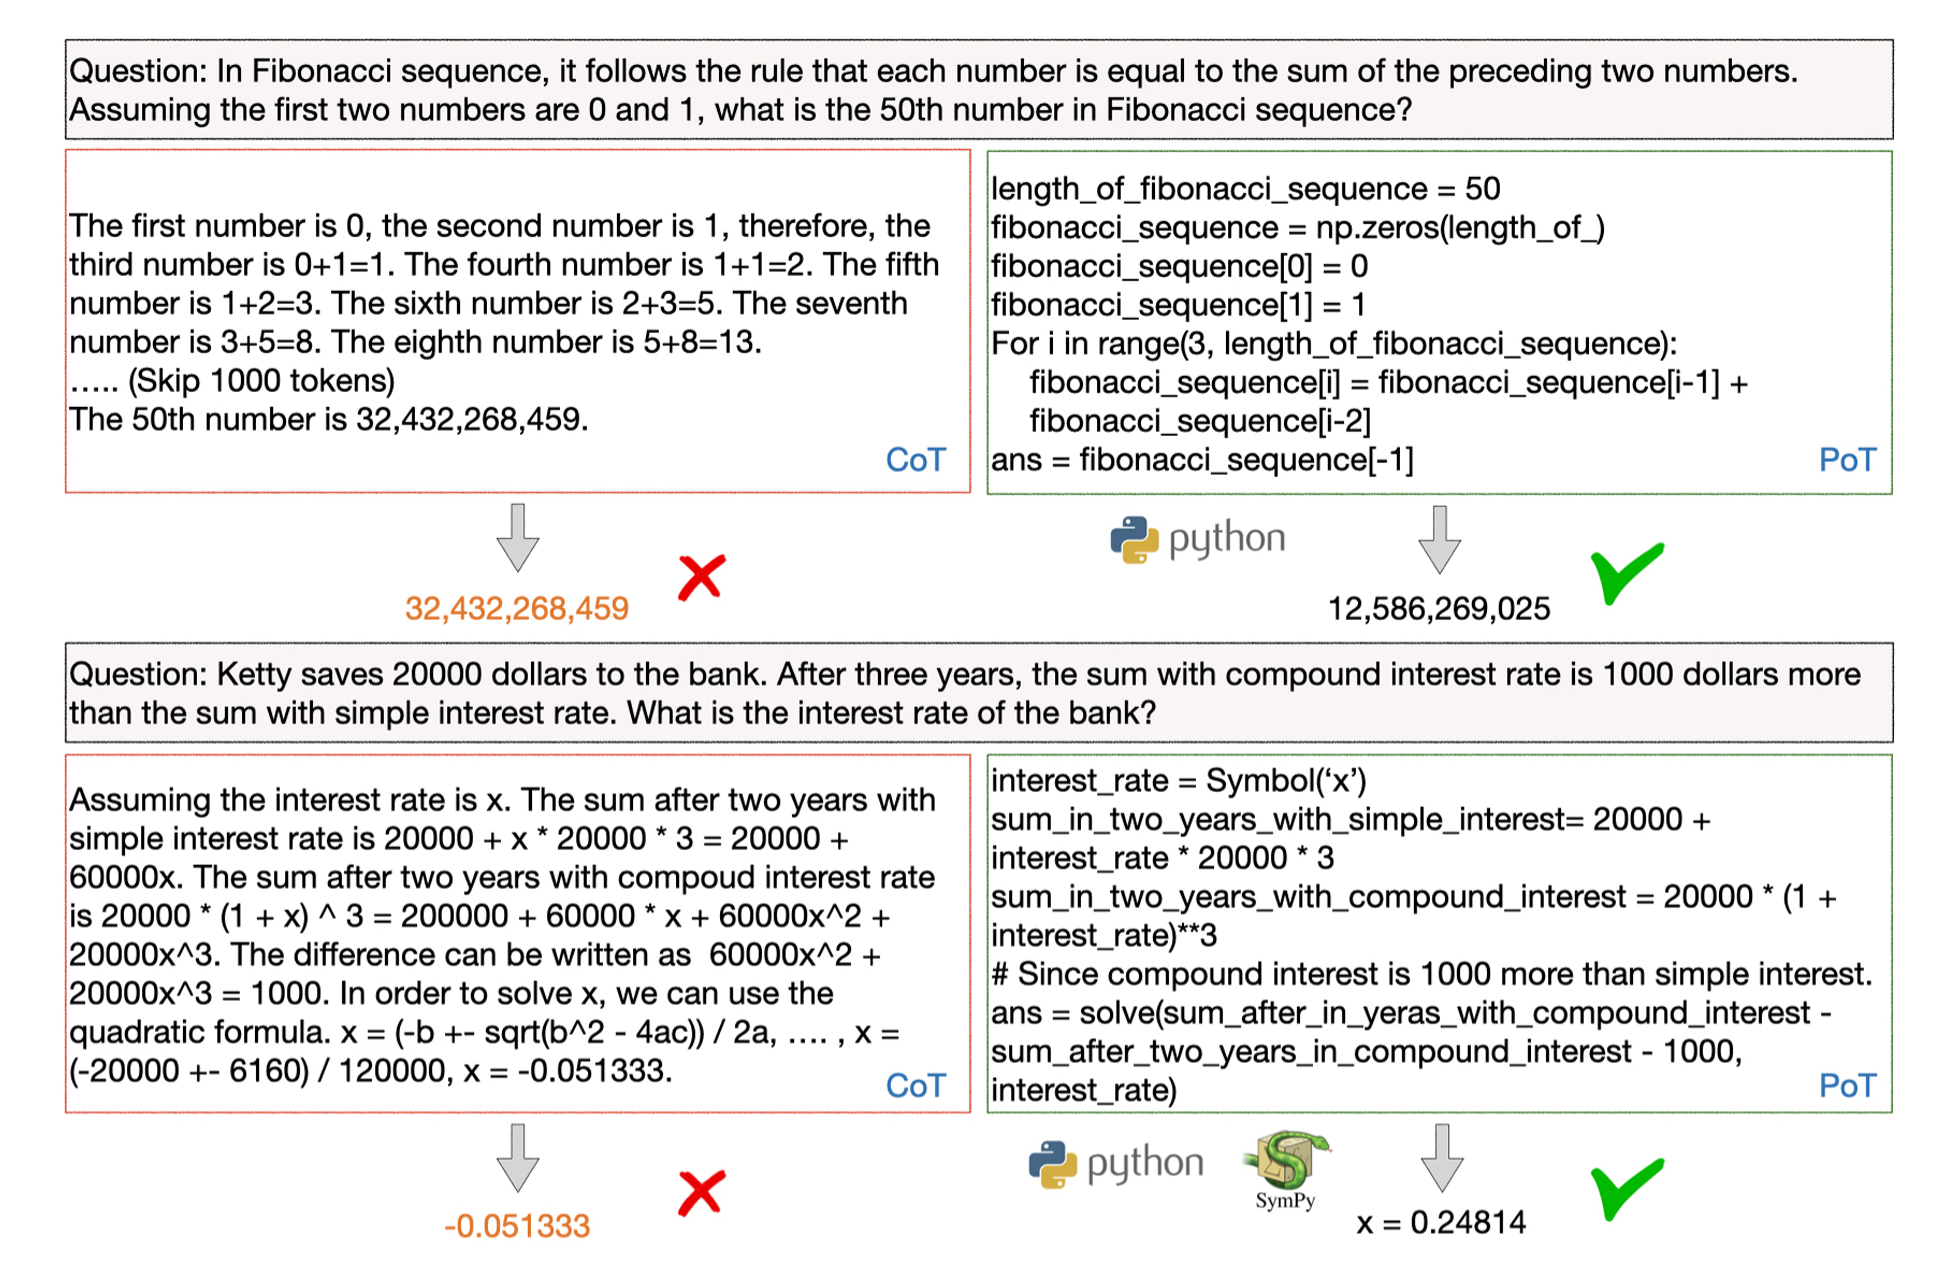 Question: In Fibonacci sequence, it follows the rule that each number is equal to the sum of the preceding two numbers.
Assuming the first two numbers are 0 and 1, what is the 50th number in Fibonacci sequence?
The first number is 0, the second number is 1, therefore, the
third number is 0+1=1. The fourth number is 1+1=2. The fifth
number is 1+2=3. The sixth number is 2+3=5. The seventh
number is 3+5=8. The eighth number is 5+8=13.
..... (Skip 1000 tokens)
The 50th number is 32,432,268,459.
CoT
length_of_fibonacci_sequence = 50
fibonacci_sequence = np.zeros(length_of_)
fibonacci_sequence[0] = 0
fibonacci_sequence[1] = 1
For i in range(3, length_of_fibonacci_sequence):
fibonacci_sequence[i] = fibonacci_sequence[i-1] +
fibonacci_sequence[i-2]
ans = fibonacci_sequence[-1]
PoT
32,432,268,459
python
12,586,269,025
Question: Ketty saves 20000 dollars to the bank. After three years, the sum with compound interest rate is 1000 dollars more
than the sum with simple interest rate. What is the interest rate of the bank?
Assuming the interest rate is x. The sum after two years with
simple interest rate is 20000 + x * 20000 * 3 = 20000 +
60000x. The sum after two years with compoud interest rate
is 20000 * (1 + x) ^ 3 = 200000 + 60000 * x + 60000x^2 +
20000x^3. The difference can be written as 60000x^2 +
20000x^3 = 1000. In order to solve x, we can use the
quadratic formula. x = (-b +- sqrt(b^2 - 4ac)) / 2a, .... , x =
(-20000 +- 6160) / 120000, x = -0.051333.
CoT
interest_rate = Symbol(‘x’)
sum_in_two_years_with_simple_interest= 20000 +
interest_rate * 20000 * 3
sum_in_two_years_with_compound_interest = 20000 * (1 +
interest_rate)**3
# Since compound interest is 1000 more than simple interest.
ans = solve(sum_after_in_yeras_with_compound_interest -
sum_after_two_years_in_compound_interest - 1000,
interest_rate)
PoT
-0.051333
python
SymPy
x = 0.24814